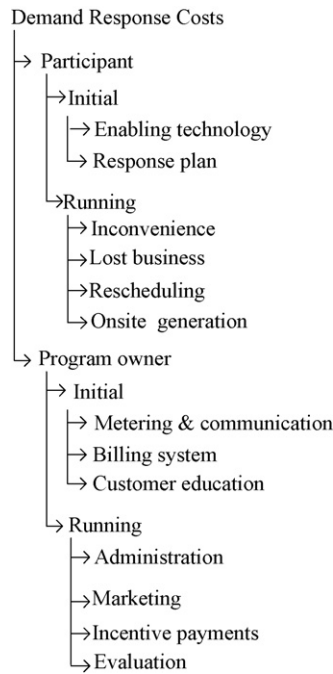 Demand Response Costs
Participant
Initial
Enabling technology
Response plan
Running
Inconvenience
Lost business
Rescheduling
Onsite generation
Program owner
Initial
Metering & communication
Billing system
Customer education
Running
Administration
Marketing
Incentive payments
Evaluation